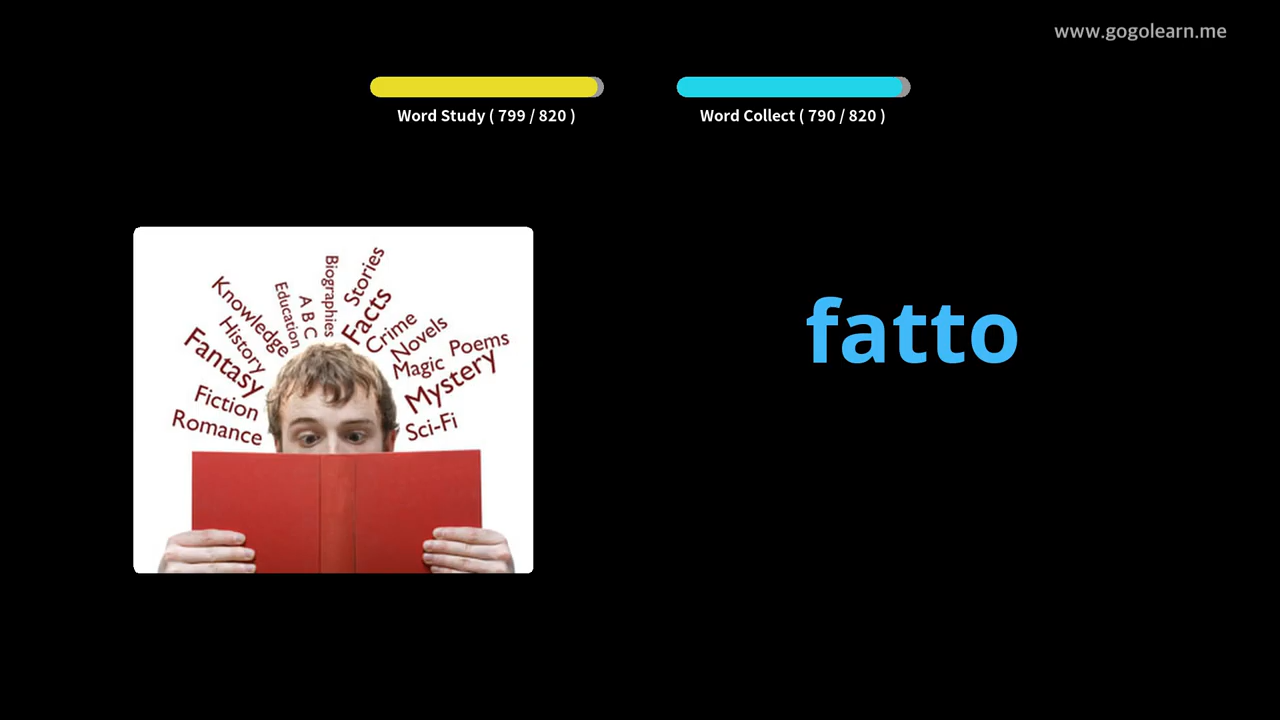 www.gogolearn.me
Word Study ( 799 / 820 )
Word Collect ( 790 / 820 )
fatto
Romance
Fiction
Fantasy
History
Knowledge
Education
A B C
Biographies
Stories
Facts
Crime
Novels
Magic
Poems
Mystery
Sci-Fi